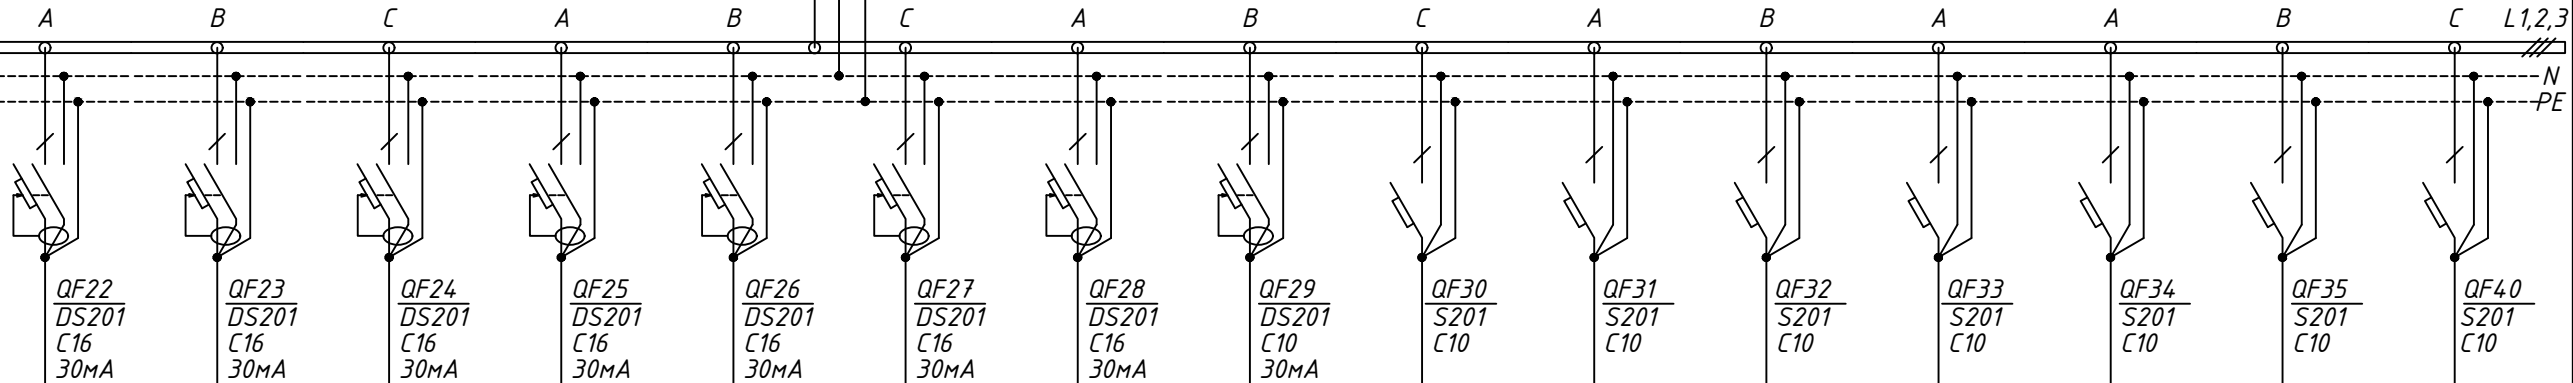 A B C A B C A B C A B A A B C L1,2,3
N
PE
QF22 QF23 QF24 QF25 QF26 QF27 QF28 QF29 QF30 QF31 QF32 QF33 QF34 QF35 QF40
DS201 DS201 DS201 DS201 DS201 DS201 DS201 DS201 S201 S201 S201 S201 S201 S201 S201
C16 C16 C16 C16 C16 C16 C16 C10 C10 C10 C10 C10 C10 C10 C10
30мА 30мА 30мА 30мА 30мА 30мА 30мА 30мА